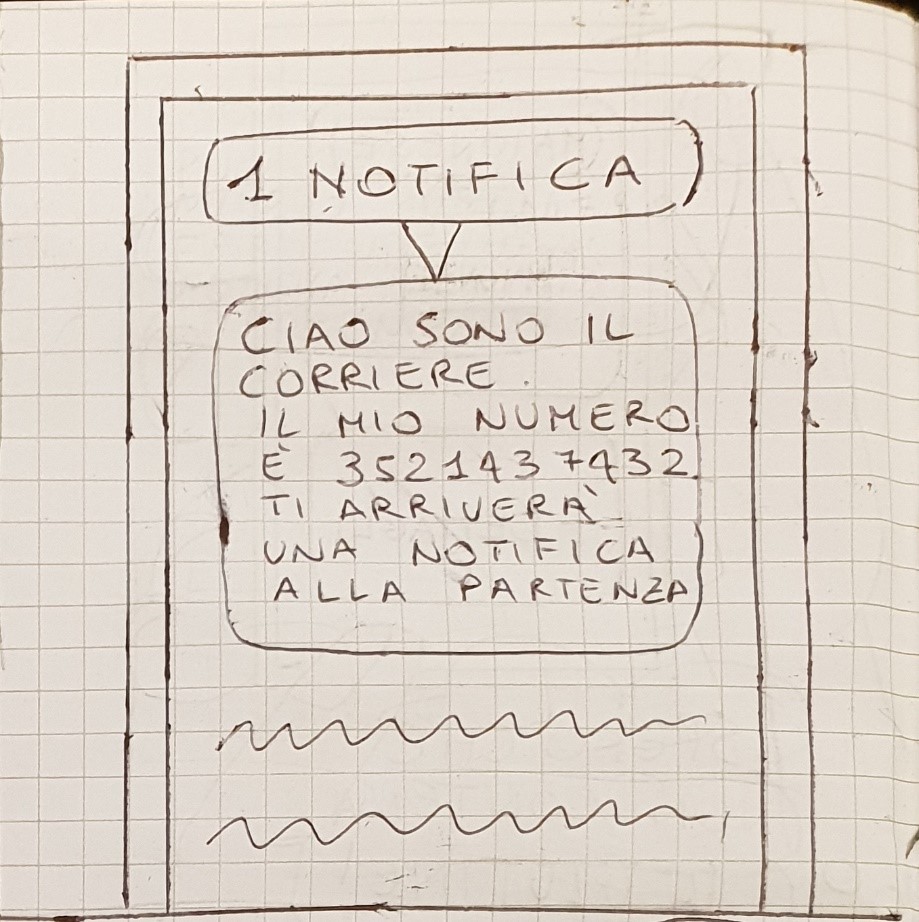 1 NOTIFICA
CIAO SONO IL
CORRIERE.
IL MIO NUMERO
È 3521437432.
TI ARRIVERÀ
UNA NOTIFICA
ALLA PARTENZA